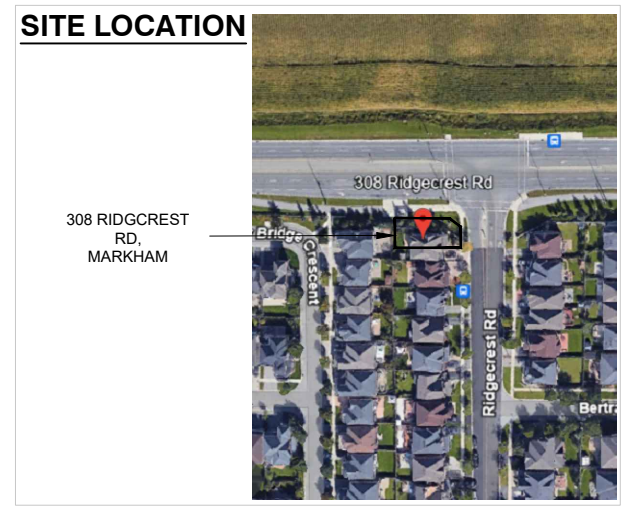 SITE LOCATION
308 Ridgecrest Rd
308 RIDGCREST
RD,
MARKHAM
Bridge Crescent
Ridgecrest Rd
Bertra